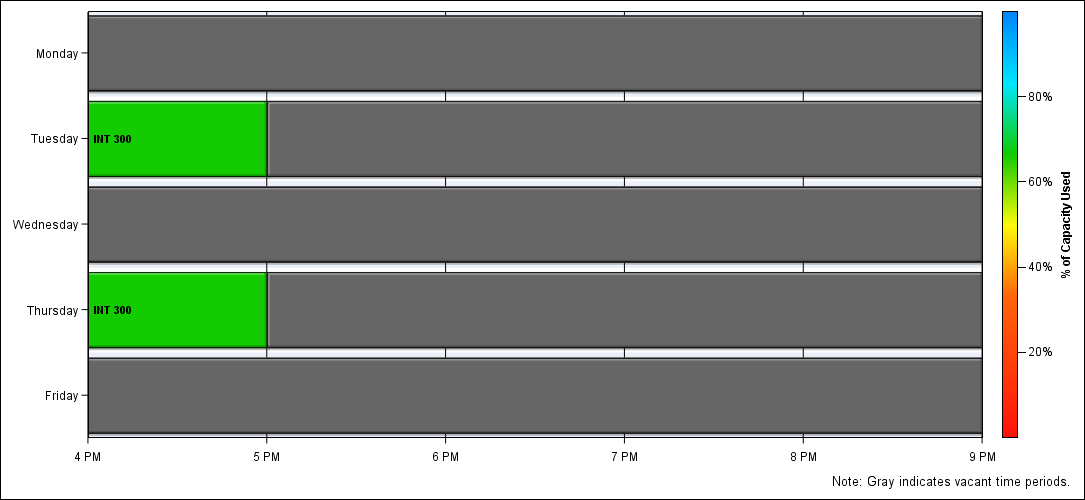 Monday
Tuesday
INT 300
Wednesday
Thursday
INT 300
Friday
4 PM
5 PM
6 PM
7 PM
8 PM
9 PM
80%
60%
40%
20%
% of Capacity Used
Note: Gray indicates vacant time periods.